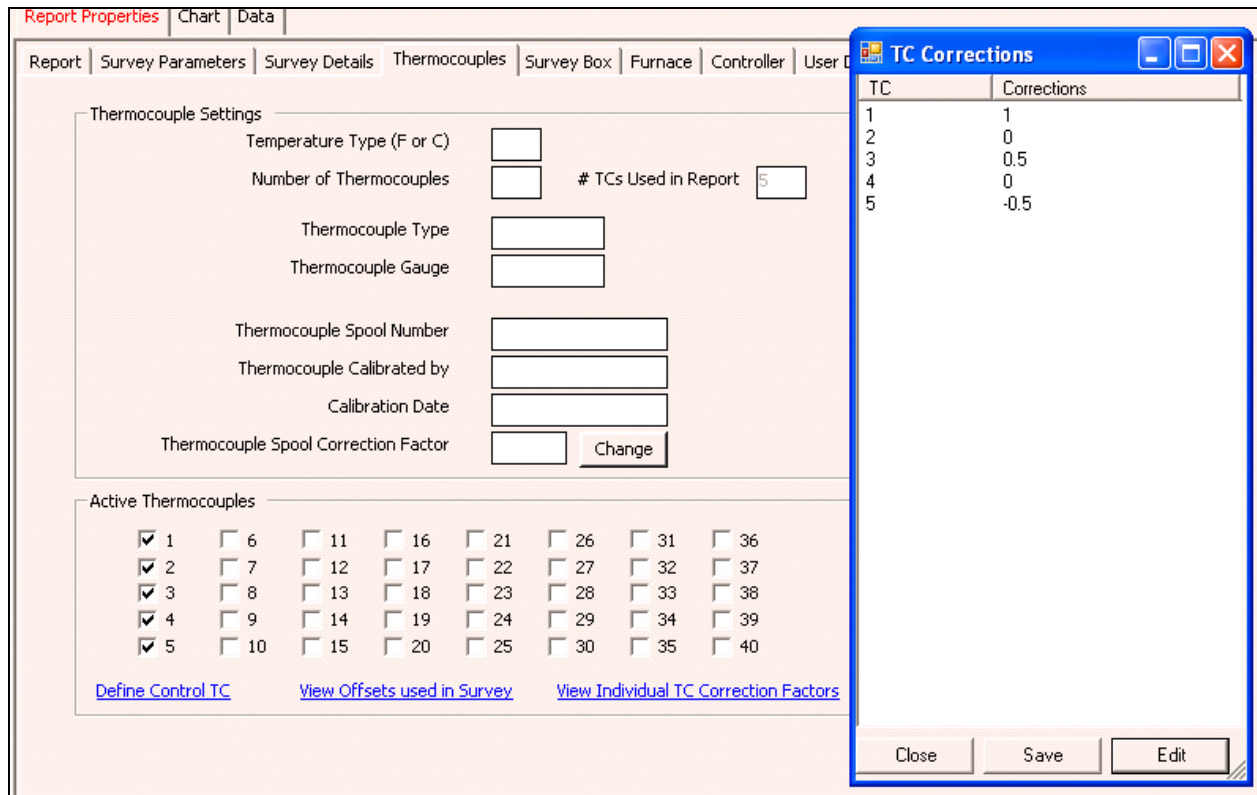 Report Properties Chart Data
Report Survey Parameters Survey Details Thermocouples Survey Box Furnace Controller User D
Thermocouple Settings
Temperature Type (F or C)
Number of Thermocouples # TCs Used in Report 5
Thermocouple Type
Thermocouple Gauge
Thermocouple Spool Number
Thermocouple Calibrated by
Calibration Date
Thermocouple Spool Correction Factor Change
Active Thermocouples
1 6 11 16 21 26 31 36
2 7 12 17 22 27 32 37
3 8 13 18 23 28 33 38
4 9 14 19 24 29 34 39
5 10 15 20 25 30 35 40
Define Control TC View Offsets used in Survey View Individual TC Correction Factors
TC Corrections
TC Corrections
1 1
2 0
3 0.5
4 0
5 -0.5
Close Save Edit